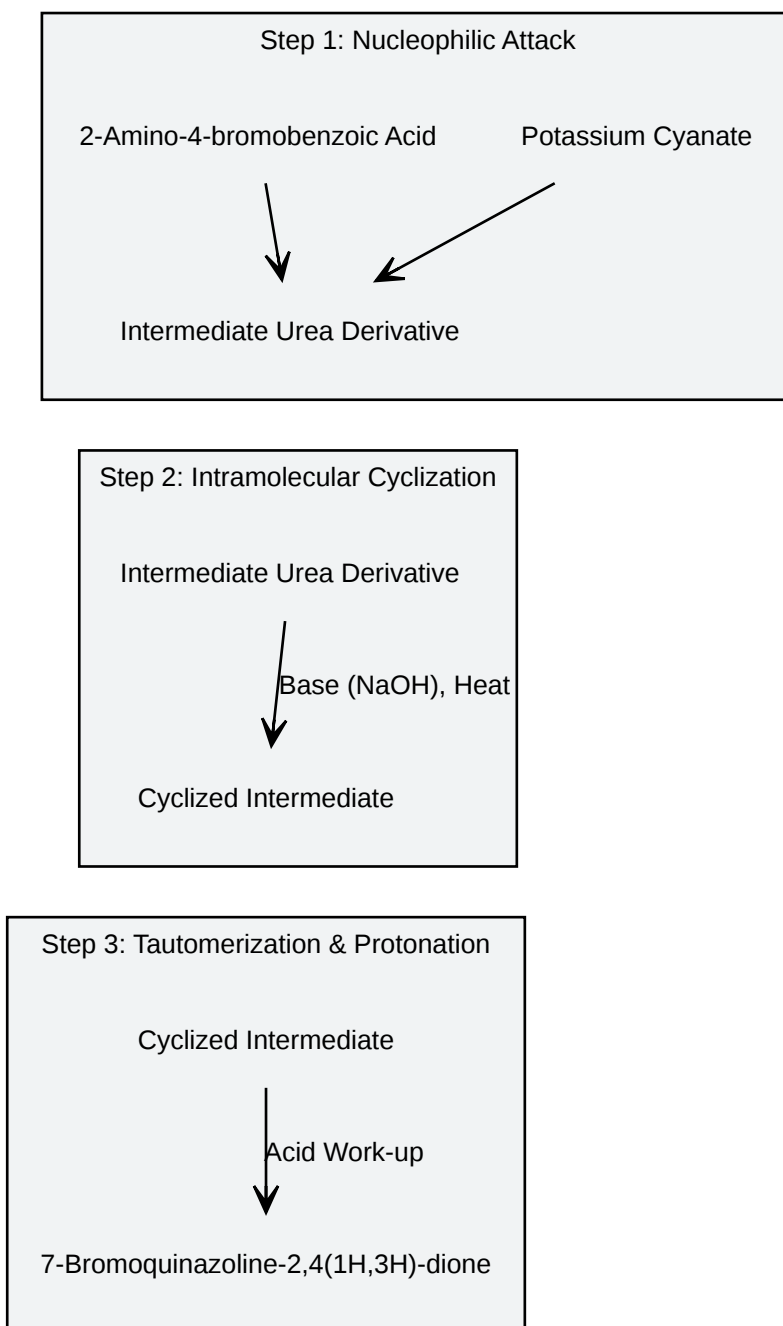 Step 1: Nucleophilic Attack
2-Amino-4-bromobenzoic Acid
Potassium Cyanate
Intermediate Urea Derivative
Step 2: Intramolecular Cyclization
Intermediate Urea Derivative
Base (NaOH), Heat
Cyclized Intermediate
Step 3: Tautomerization & Protonation
Cyclized Intermediate
Acid Work-up
7-Bromoquinazoline-2,4(1H,3H)-dione